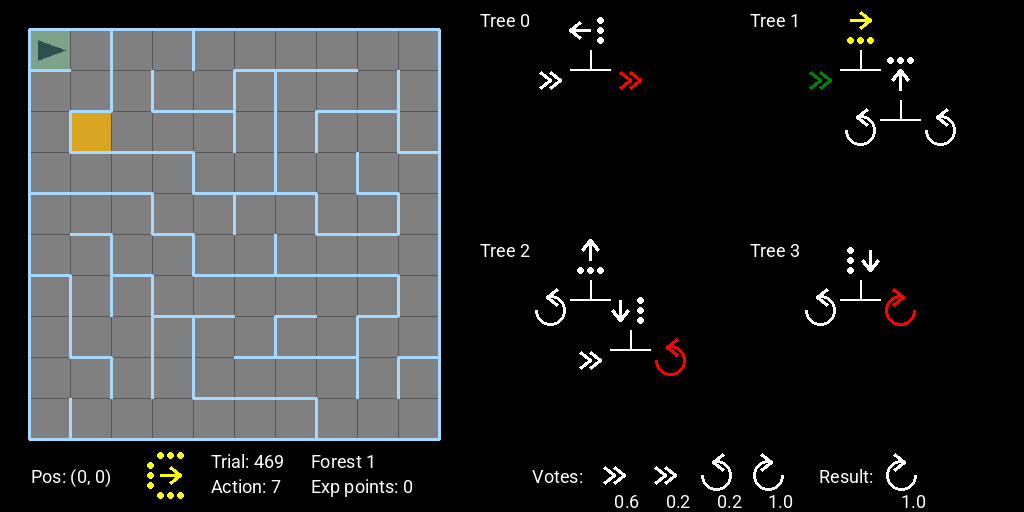 Tree 0
Tree 1
Tree 2
Tree 3
Pos: (0, 0)
Trial: 469
Forest 1
Action: 7
Exp points: 0
Votes:
0.6
0.2
0.2
1.0
Result:
1.0